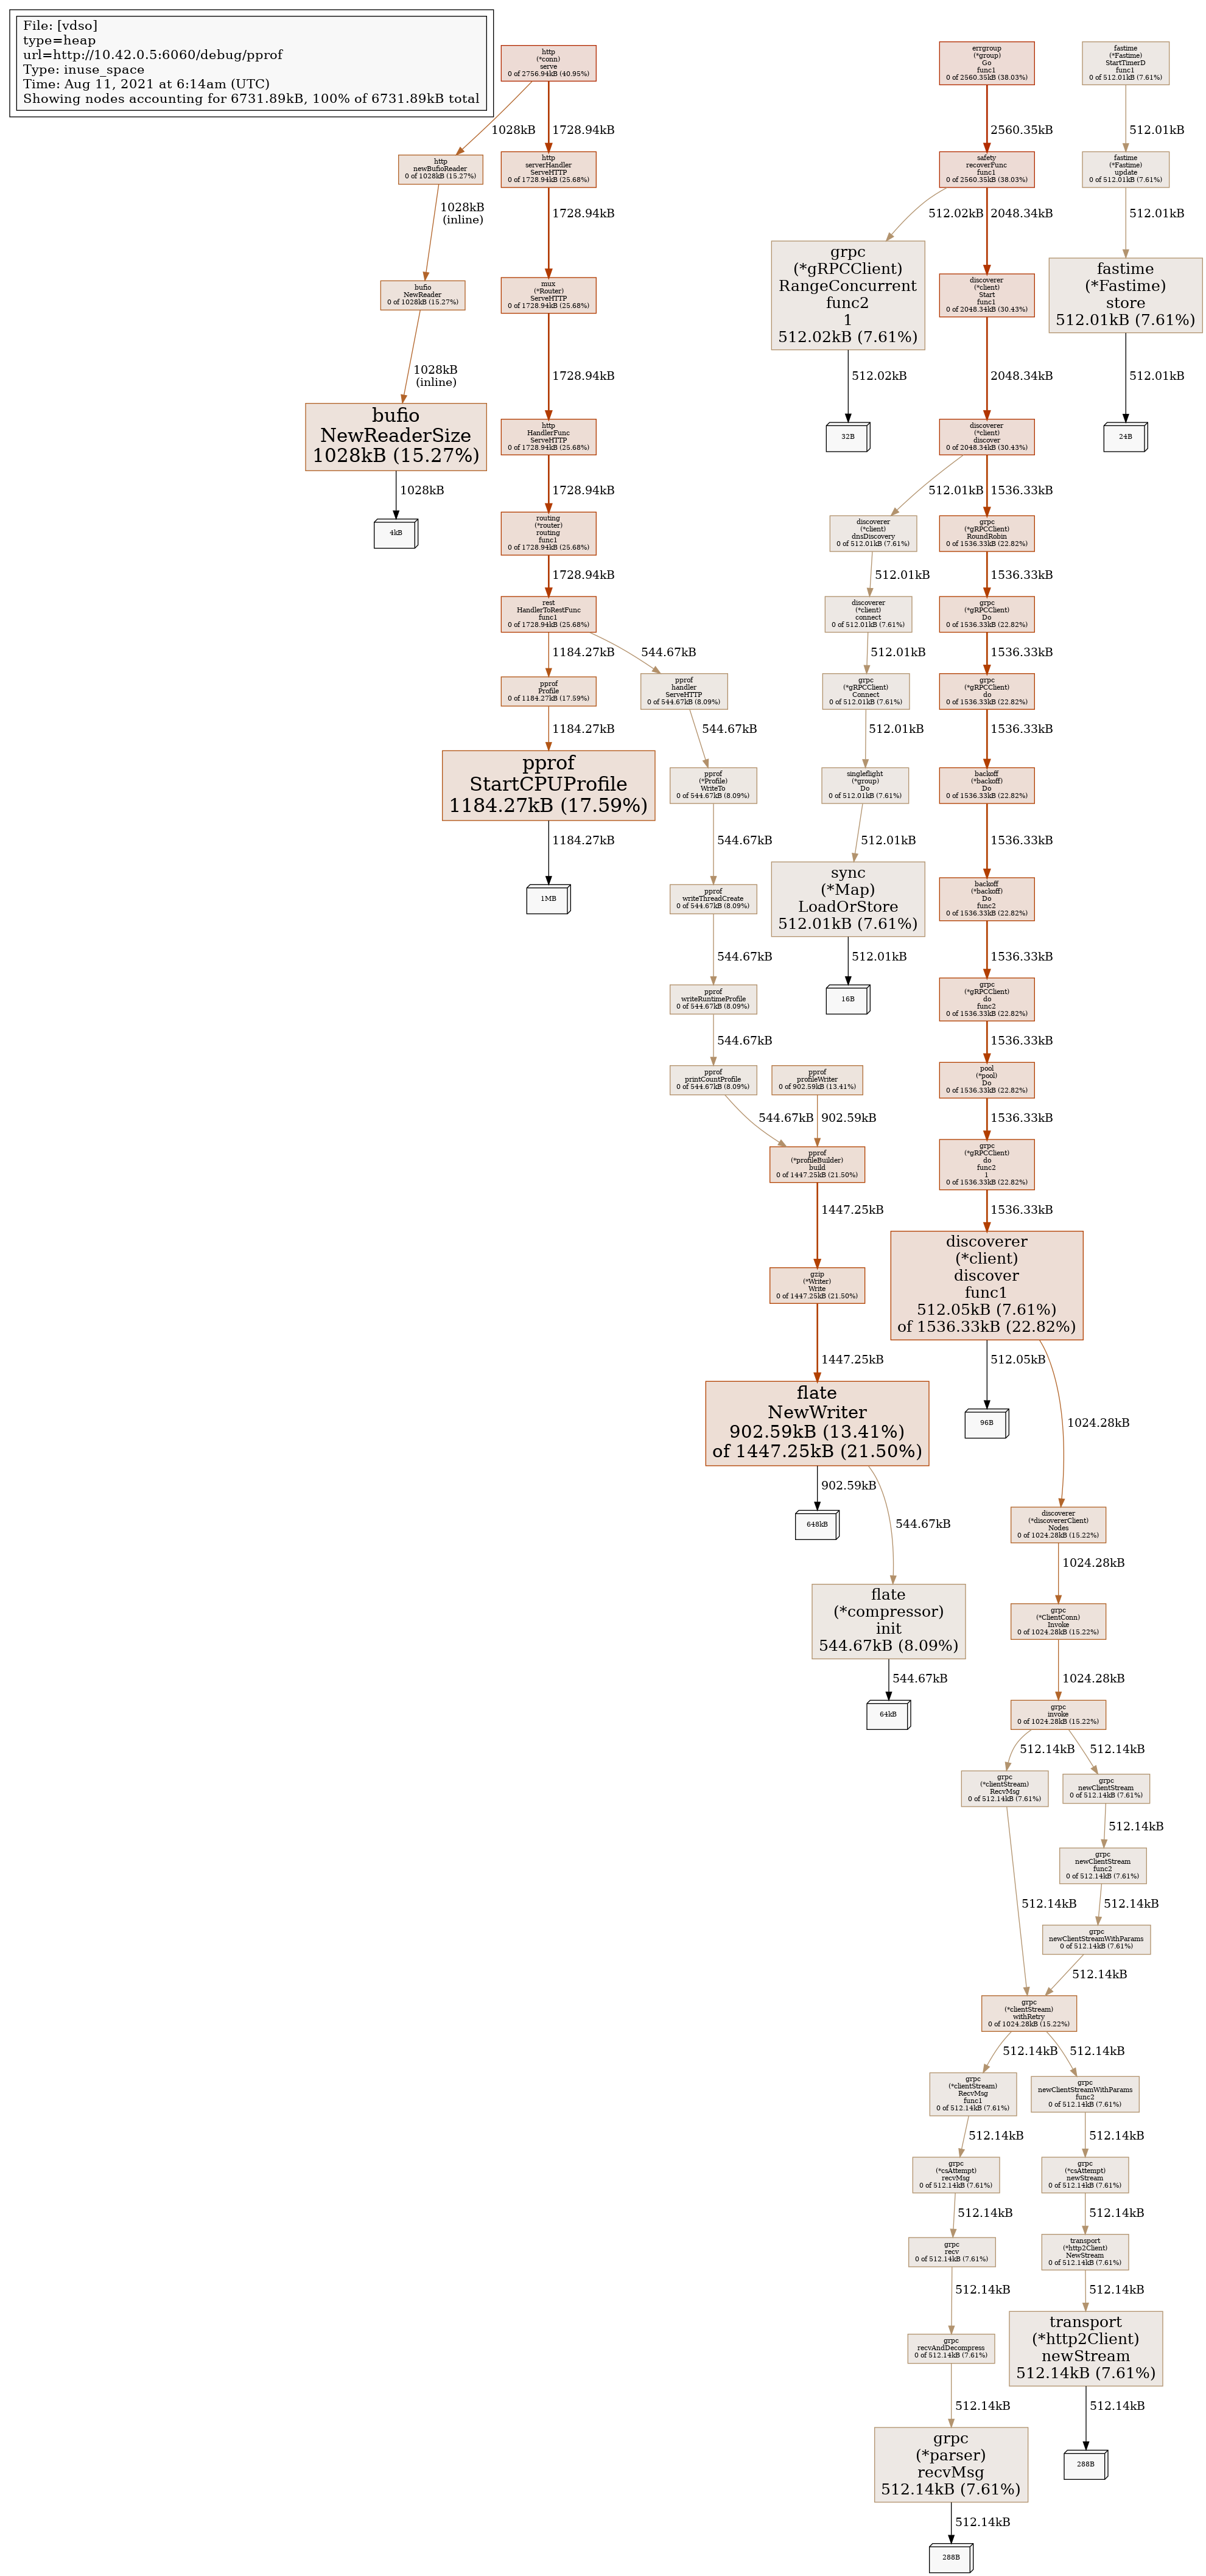 File: [vdso]
type=heap
url=http://10.42.0.5:6060/debug/pprof
Type: inuse_space
Time: Aug 11, 2021 at 6:14am (UTC)
Showing nodes accounting for 6731.89kB, 100% of 6731.89kB total
http
(*conn)
serve
0 of 2756.94kB (40.95%)
errgroup
(*group)
Go
func1
0 of 2560.35kB (38.03%)
fastime
(*Fastime)
StartTimerD
func1
0 of 512.01kB (7.61%)
1028kB
1728.94kB
2560.35kB
512.01kB
http
newBufioReader
0 of 1028kB (15.27%)
http
serverHandler
ServeHTTP
0 of 1728.94kB (25.68%)
safety
recoverFunc
func1
0 of 2560.35kB (38.03%)
fastime
(*Fastime)
update
0 of 512.01kB (7.61%)
1028kB
(inline)
1728.94kB
512.02kB
2048.34kB
512.01kB
bufio
NewReader
0 of 1028kB (15.27%)
mux
(*Router)
ServeHTTP
0 of 1728.94kB (25.68%)
grpc
(*gRPCClient)
RangeConcurrent
func2
1
512.02kB (7.61%)
discoverer
(*client)
Start
func1
0 of 2048.34kB (30.43%)
fastime
(*Fastime)
store
512.01kB (7.61%)
1028kB
(inline)
1728.94kB
512.02kB
2048.34kB
512.01kB
bufio
NewReaderSize
1028kB (15.27%)
http
HandlerFunc
ServeHTTP
0 of 1728.94kB (25.68%)
32B
discoverer
(*client)
discover
0 of 2048.34kB (30.43%)
24B
1028kB
1728.94kB
512.01kB
1536.33kB
4kB
routing
(*router)
routing
func1
0 of 1728.94kB (25.68%)
discoverer
(*client)
dnsDiscovery
0 of 512.01kB (7.61%)
grpc
(*gRPCClient)
RoundRobin
0 of 1536.33kB (22.82%)
1728.94kB
512.01kB
1536.33kB
rest
HandlerToRestFunc
func1
0 of 1728.94kB (25.68%)
discoverer
(*client)
connect
0 of 512.01kB (7.61%)
grpc
(*gRPCClient)
Do
0 of 1536.33kB (22.82%)
1184.27kB
544.67kB
512.01kB
1536.33kB
pprof
Profile
0 of 1184.27kB (17.59%)
pprof
handler
ServeHTTP
0 of 544.67kB (8.09%)
grpc
(*gRPCClient)
Connect
0 of 512.01kB (7.61%)
grpc
(*gRPCClient)
do
0 of 1536.33kB (22.82%)
1184.27kB
544.67kB
512.01kB
1536.33kB
pprof
StartCPUProfile
1184.27kB (17.59%)
pprof
(*Profile)
WriteTo
0 of 544.67kB (8.09%)
singleflight
(*group)
Do
0 of 512.01kB (7.61%)
backoff
(*backoff)
Do
0 of 1536.33kB (22.82%)
1184.27kB
544.67kB
512.01kB
1536.33kB
1MB
pprof
writeThreadCreate
0 of 544.67kB (8.09%)
sync
(*Map)
LoadOrStore
512.01kB (7.61%)
backoff
(*backoff)
Do
func2
0 of 1536.33kB (22.82%)
544.67kB
512.01kB
1536.33kB
pprof
writeRuntimeProfile
0 of 544.67kB (8.09%)
16B
grpc
(*gRPCClient)
do
func2
0 of 1536.33kB (22.82%)
544.67kB
1536.33kB
pprof
printCountProfile
0 of 544.67kB (8.09%)
pprof
profileWriter
0 of 902.59kB (13.41%)
pool
(*pool)
Do
0 of 1536.33kB (22.82%)
544.67kB
902.59kB
1536.33kB
pprof
(*profileBuilder)
build
0 of 1447.25kB (21.50%)
grpc
(*gRPCClient)
do
func2
1
0 of 1536.33kB (22.82%)
1447.25kB
1536.33kB
gzip
(*Writer)
Write
0 of 1447.25kB (21.50%)
discoverer
(*client)
discover
func1
512.05kB (7.61%)
of 1536.33kB (22.82%)
1447.25kB
512.05kB
1024.28kB
flate
NewWriter
902.59kB (13.41%)
of 1447.25kB (21.50%)
96B
902.59kB
544.67kB
648kB
discoverer
(*discovererClient)
Nodes
0 of 1024.28kB (15.22%)
1024.28kB
flate
(*compressor)
init
544.67kB (8.09%)
grpc
(*ClientConn)
Invoke
0 of 1024.28kB (15.22%)
544.67kB
1024.28kB
64kB
grpc
invoke
0 of 1024.28kB (15.22%)
512.14kB
512.14kB
grpc
(*clientStream)
RecvMsg
0 of 512.14kB (7.61%)
grpc
newClientStream
0 of 512.14kB (7.61%)
512.14kB
grpc
newClientStream
func2
0 of 512.14kB (7.61%)
512.14kB
512.14kB
grpc
newClientStreamWithParams
0 of 512.14kB (7.61%)
512.14kB
grpc
(*clientStream)
withRetry
0 of 1024.28kB (15.22%)
512.14kB
512.14kB
grpc
(*clientStream)
RecvMsg
func1
0 of 512.14kB (7.61%)
grpc
newClientStreamWithParams
func2
0 of 512.14kB (7.61%)
512.14kB
512.14kB
grpc
(*csAttempt)
recvMsg
0 of 512.14kB (7.61%)
grpc
(*csAttempt)
newStream
0 of 512.14kB (7.61%)
512.14kB
512.14kB
grpc
recv
0 of 512.14kB (7.61%)
transport
(*http2Client)
NewStream
0 of 512.14kB (7.61%)
512.14kB
512.14kB
grpc
recvAndDecompress
0 of 512.14kB (7.61%)
transport
(*http2Client)
newStream
512.14kB (7.61%)
512.14kB
512.14kB
grpc
(*parser)
recvMsg
512.14kB (7.61%)
288B
512.14kB
288B